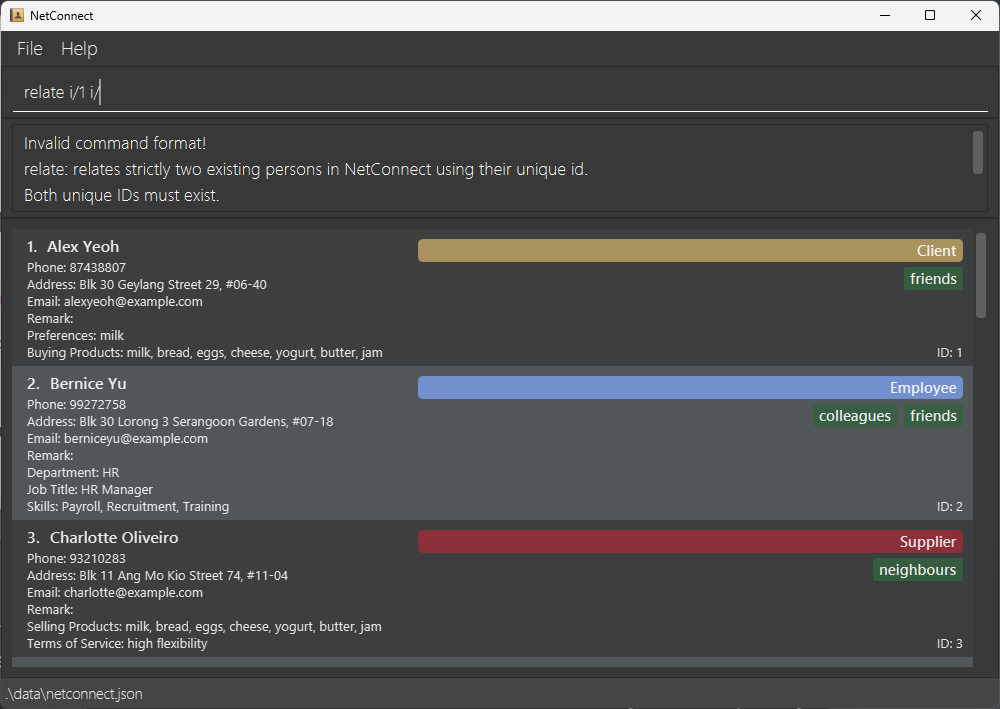 NetConnect
File Help
relate i/1 i/
Invalid command format!
relate: relates strictly two existing persons in NetConnect using their unique id.
Both unique IDs must exist.
1. Alex Yeoh
Client
friends
Phone: 87438807
Address: Blk 30 Geylang Street 29, #06-40
Email: alexyeoh@example.com
Remark:
Preferences: milk
Buying Products: milk, bread, eggs, cheese, yogurt, butter, jam
ID: 1
2. Bernice Yu
Employee
colleagues friends
Phone: 99272758
Address: Blk 30 Lorong 3 Serangoon Gardens, #07-18
Email: berniceyu@example.com
Remark:
Department: HR
Job Title: HR Manager
Skills: Payroll, Recruitment, Training
ID: 2
3. Charlotte Oliveiro
Supplier
neighbours
Phone: 93210283
Address: Blk 11 Ang Mo Kio Street 74, #11-04
Email: charlotte@example.com
Remark:
Selling Products: milk, bread, eggs, cheese, yogurt, butter, jam
Terms of Service: high flexibility
ID: 3
.\data\netconnect.json